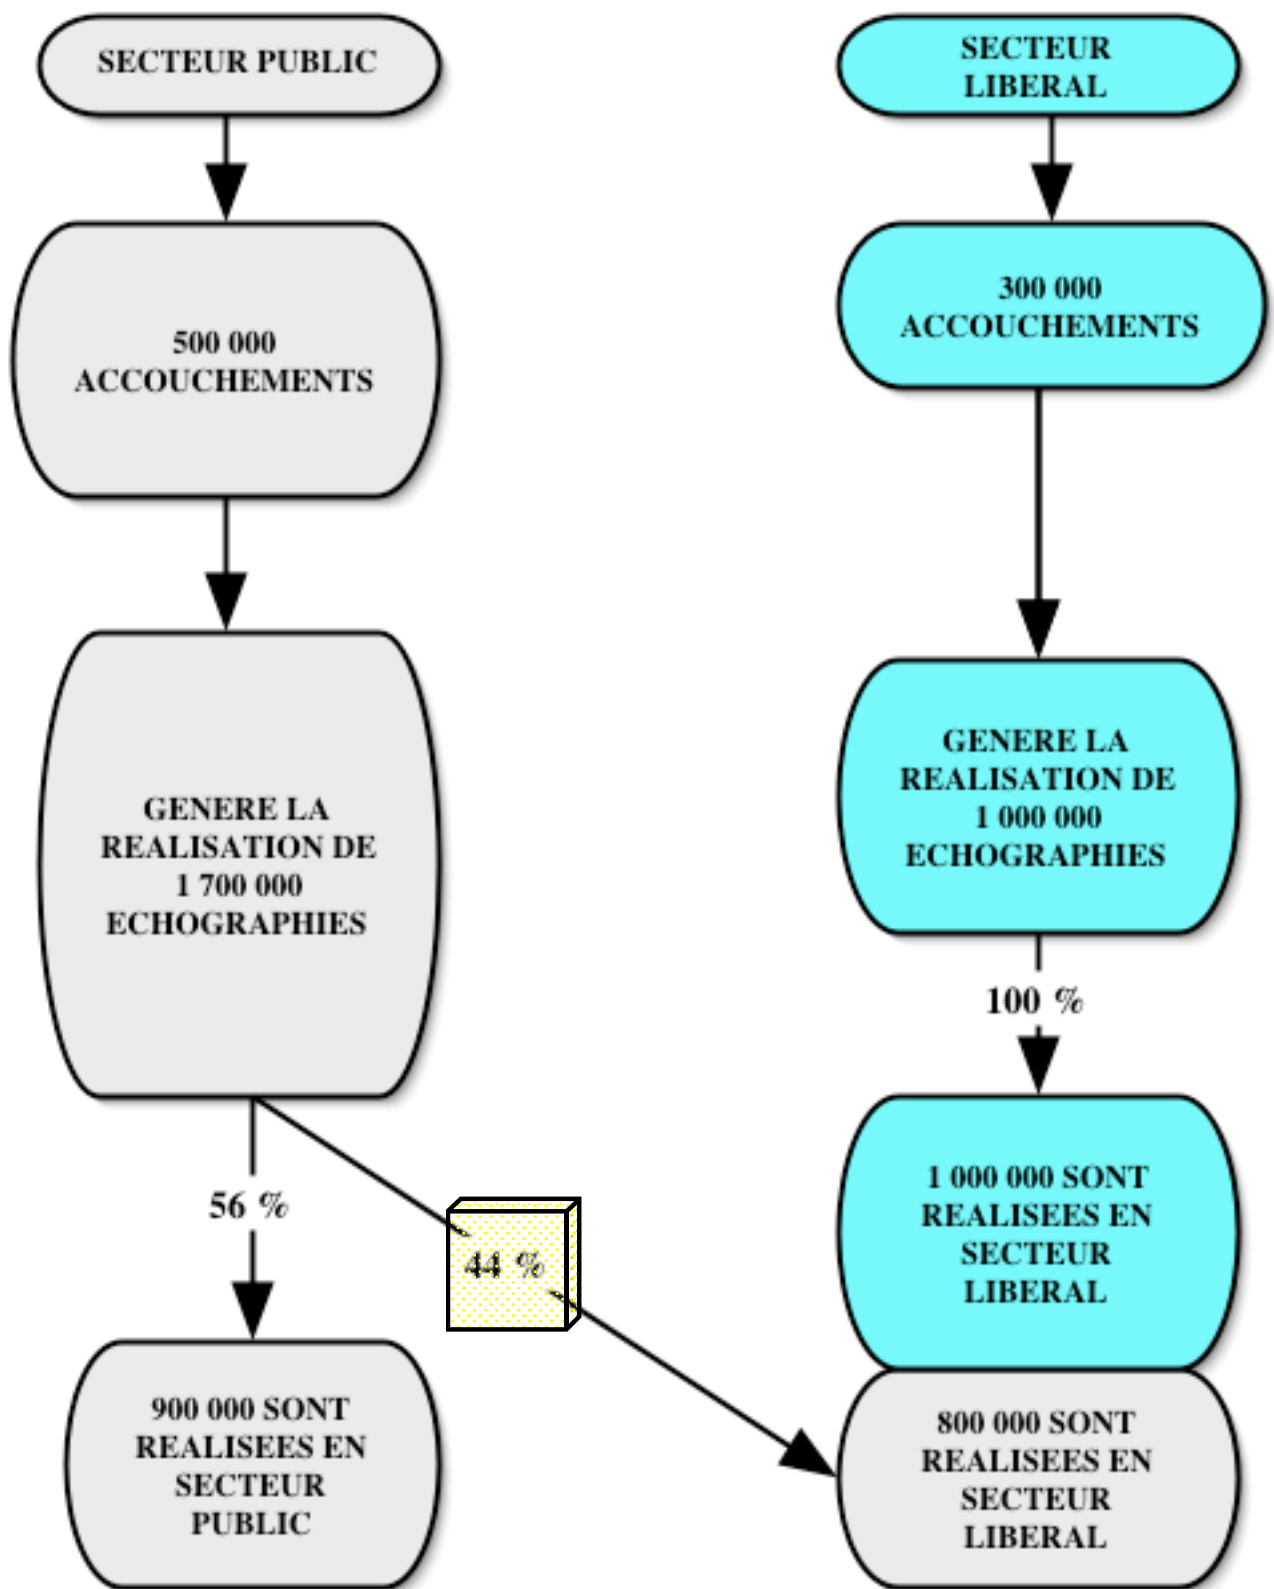 SECTEUR PUBLIC
500 000
ACCOUCHEMENTS
GENERE LA
REALISATION DE
1 700 000
ECHOGRAPHIES
56 %
44 %
900 000 SONT
REALISEES EN
SECTEUR
PUBLIC
SECTEUR
LIBERAL
300 000
ACCOUCHEMENTS
GENERE LA
REALISATION DE
1 000 000
ECHOGRAPHIES
100 %
1 000 000 SONT
REALISEES EN
SECTEUR
LIBERAL
800 000 SONT
REALISEES EN
SECTEUR
LIBERAL